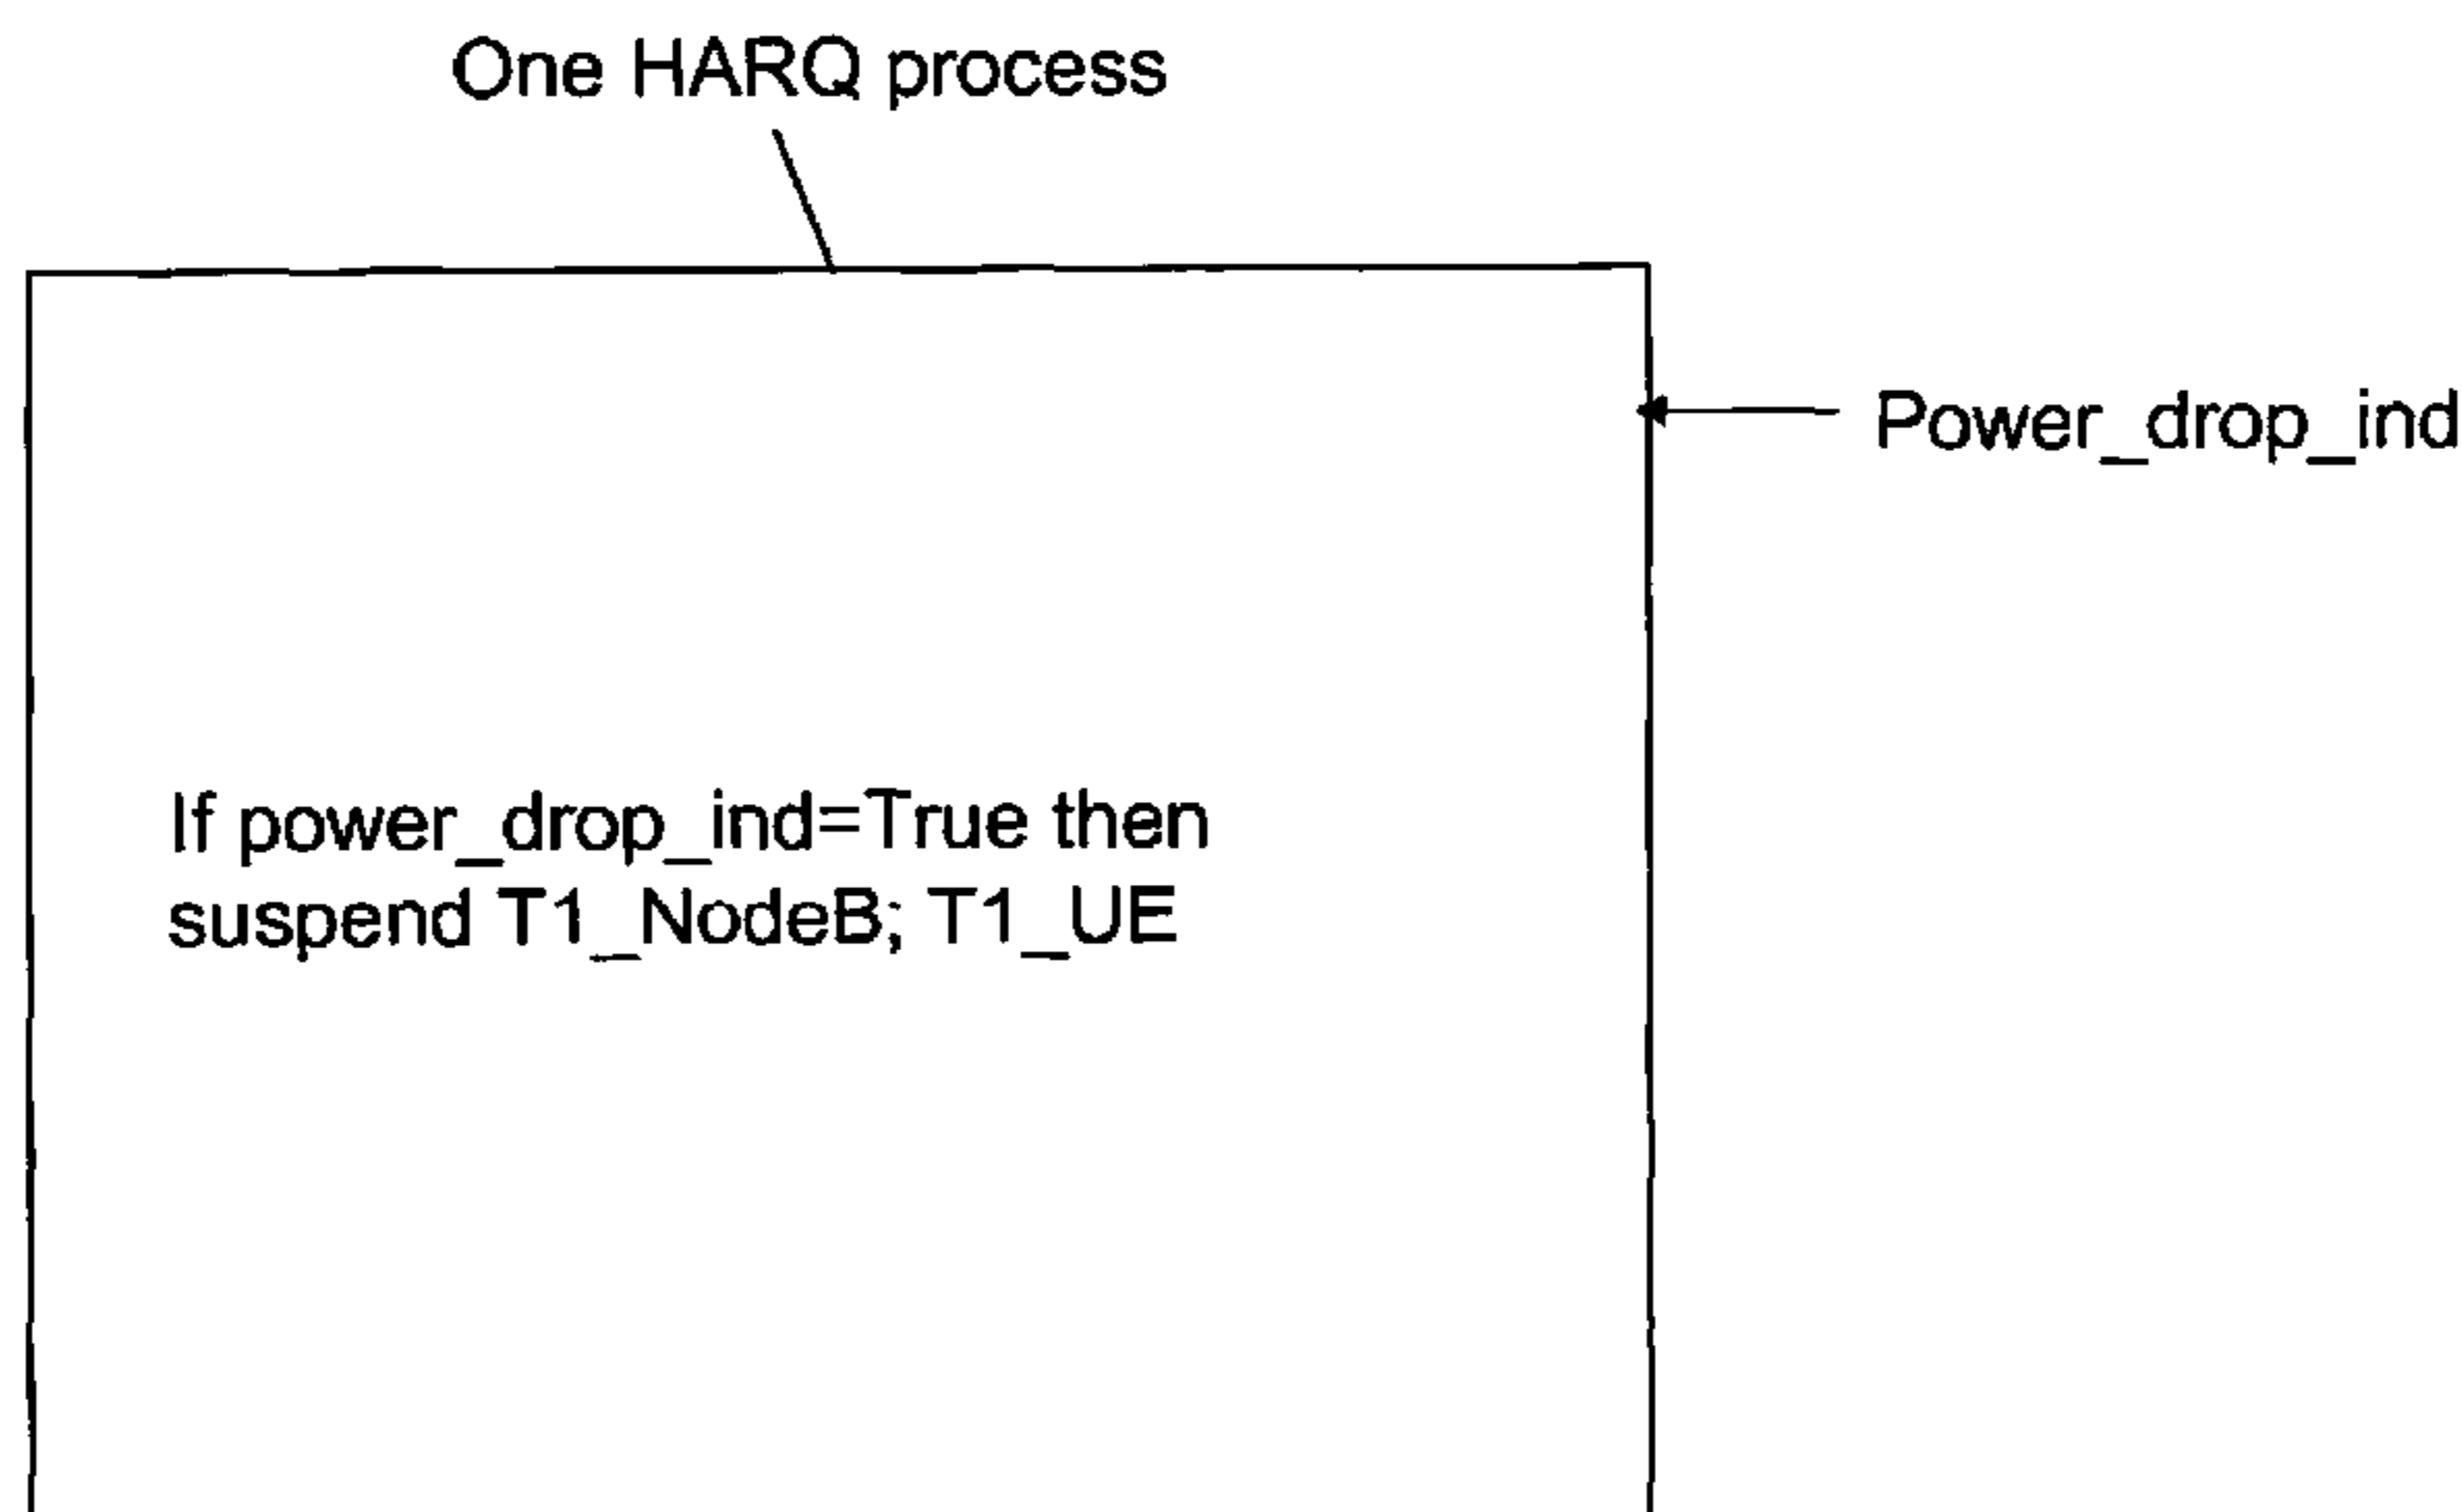 One HARQ process
Power_drop_ind
If power_drop_ind=True then
suspend T1_NodeB; T1_UE